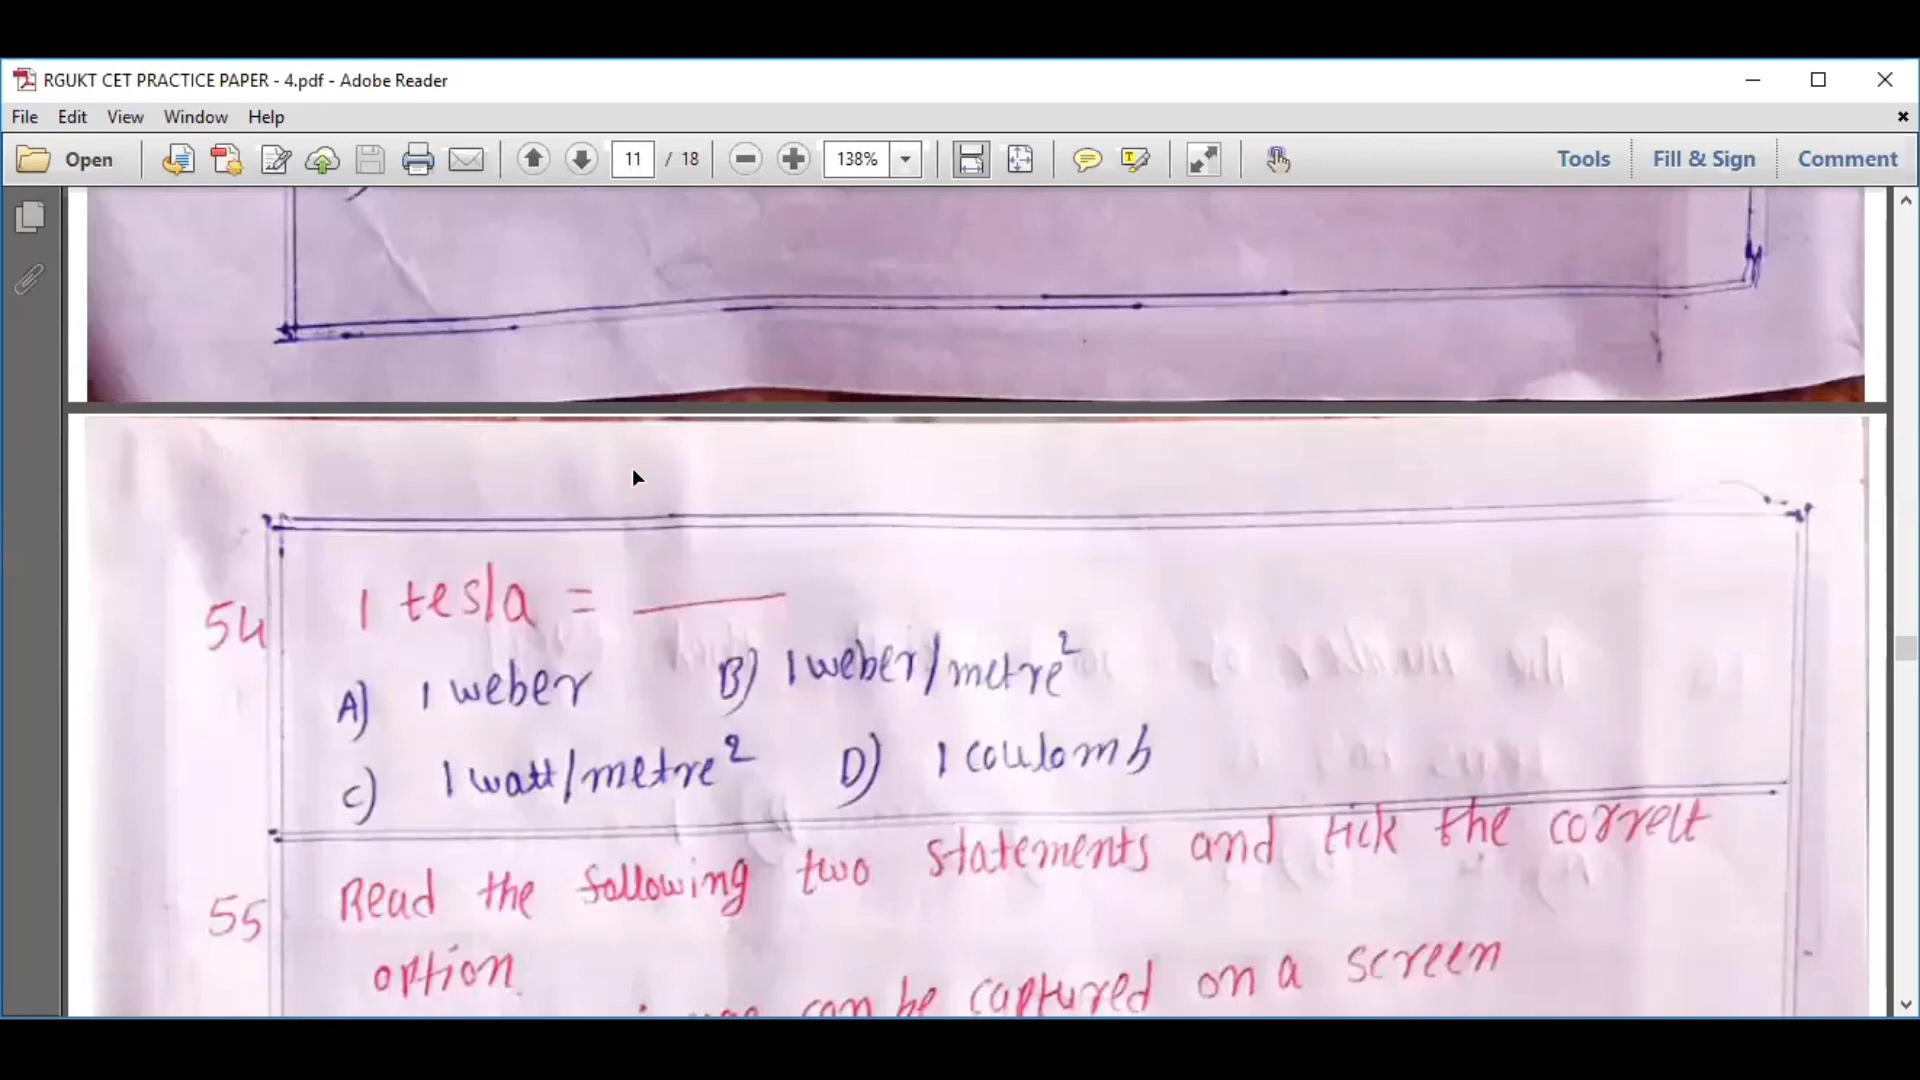 RGUKT CET PRACTICE PAPER - 4.pdf - Adobe Reader
File Edit View Window Help
Open 11 / 18 138% Tools Fill & Sign Comment
54 1 tesla =
A) 1 weber B) 1 weber/metre²
C) 1 watt/metre² D) 1 coulomb
55 Read the following two statements and tick the correct
option
can be captured on a screen